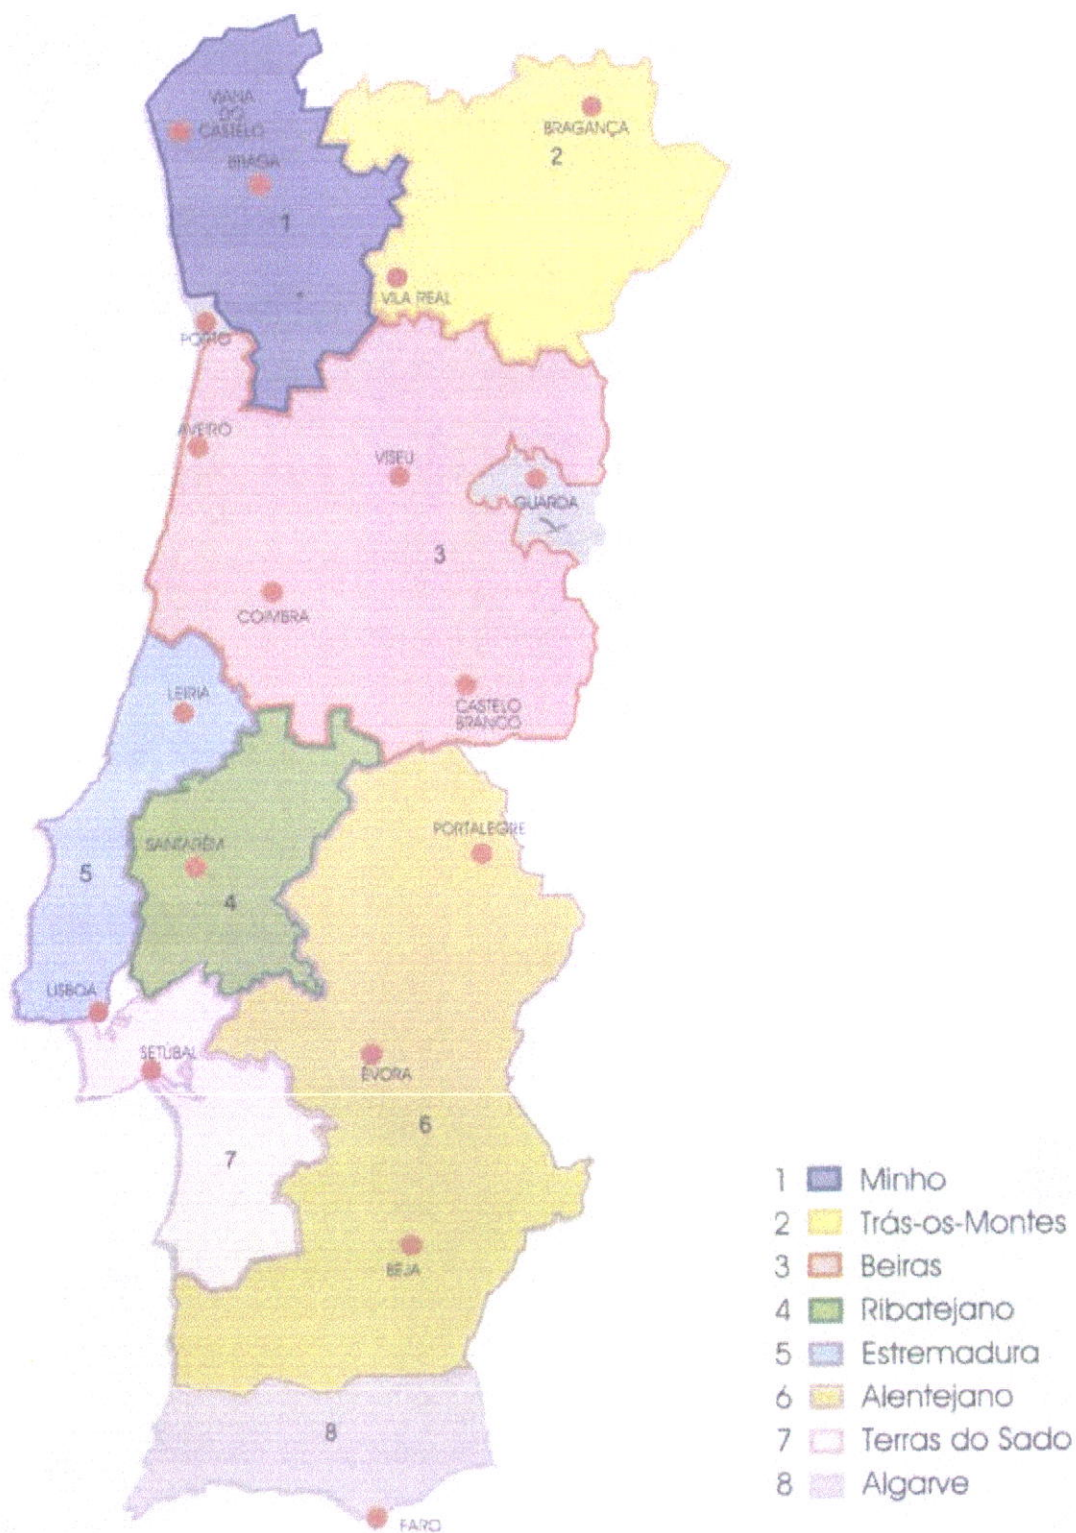 VIANA
DO
CASTELO
BRAGA
1
BRAGANÇA
2
VILA REAL
PORTO
AVEIRO
VISEU
GUARDA
3
COIMBRA
LEIRIA
CASTELO
BRANCO
PORTALEGRE
SANTARÉM
5
4
LISBOA
SETÚBAL
ÉVORA
6
7
BEJA
8
FARO
1 Minho
2 Trás-os-Montes
3 Beiras
4 Ribatejano
5 Estremadura
6 Alentejano
7 Terras do Sado
8 Algarve